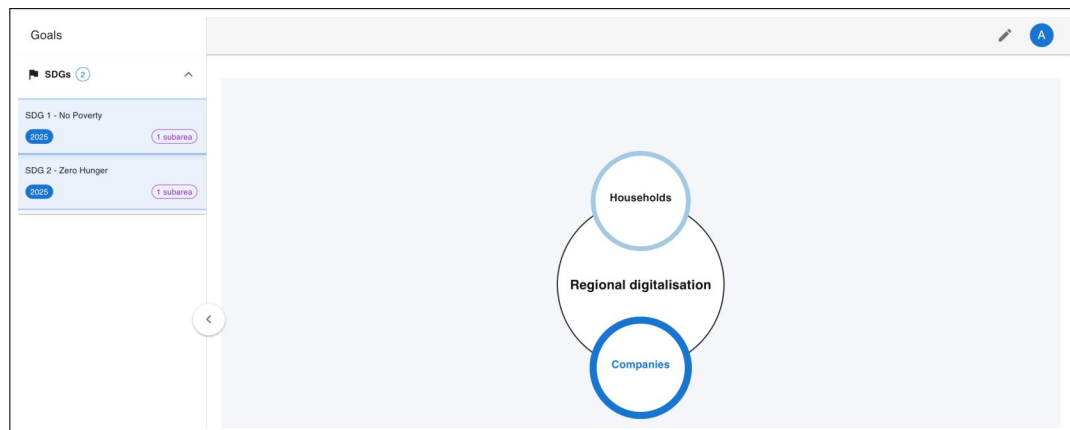 Goals
A
SDGs 2
SDG 1 - No Poverty
2025 1 subarea
SDG 2 - Zero Hunger
2025 1 subarea
Households
Regional digitalisation
Companies